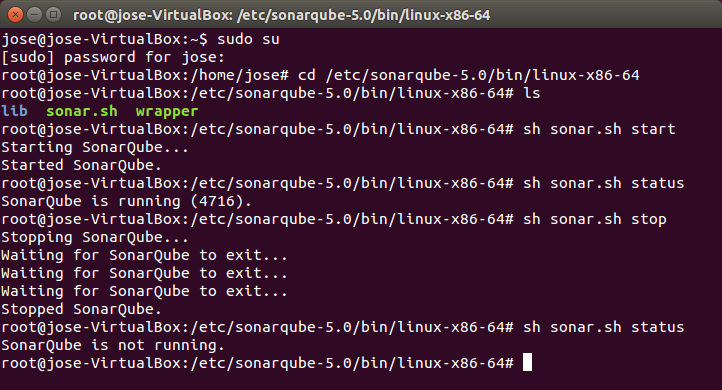 root@jose-VirtualBox: /etc/sonarqube-5.0/bin/linux-x86-64
jose@jose-VirtualBox:~$ sudo su
[sudo] password for jose:
root@jose-VirtualBox:/home/jose# cd /etc/sonarqube-5.0/bin/linux-x86-64
root@jose-VirtualBox:/etc/sonarqube-5.0/bin/linux-x86-64# ls
lib  sonar.sh  wrapper
root@jose-VirtualBox:/etc/sonarqube-5.0/bin/linux-x86-64# sh sonar.sh start
Starting SonarQube...
Started SonarQube.
root@jose-VirtualBox:/etc/sonarqube-5.0/bin/linux-x86-64# sh sonar.sh status
SonarQube is running (4716).
root@jose-VirtualBox:/etc/sonarqube-5.0/bin/linux-x86-64# sh sonar.sh stop
Stopping SonarQube...
Waiting for SonarQube to exit...
Waiting for SonarQube to exit...
Waiting for SonarQube to exit...
Stopped SonarQube.
root@jose-VirtualBox:/etc/sonarqube-5.0/bin/linux-x86-64# sh sonar.sh status
SonarQube is not running.
root@jose-VirtualBox:/etc/sonarqube-5.0/bin/linux-x86-64#